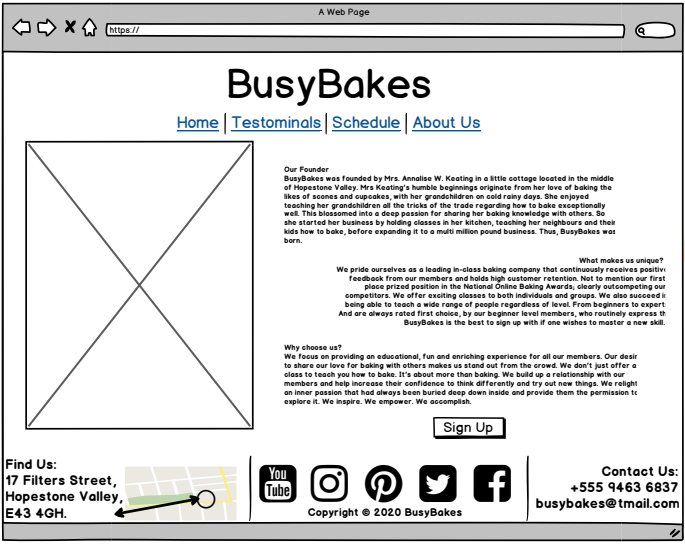 A Web Page
https://
BusyBakes
Home | Testominals | Schedule | About Us
Our Founder
BusyBakes was founded by Mrs. Annalise W. Keating in a little cottage located in the middle
of Hopestone Valley. Mrs Keating's humble beginnings originate from her love of baking the
likes of scones and cupcakes, with her grandchildren on cold rainy days. She enjoyed
teaching her grandchildren all the tricks of the trade regarding how to bake exceptionally
well. This blossomed into a deep passion for sharing her baking knowledge with others. So
she started her business by holding classes in her kitchen, teaching her neighbours and their
kids how to bake, before expanding it to a multi million pound business. Thus, BusyBakes was
born.
What makes us unique?
We pride ourselves as a leading in-class baking company that continuously receives positive
feedback from our members and holds high customer retention. Not to mention our first
place prized position in the National Online Baking Awards; clearly outcompeting our
competitors. We offer exciting classes to both individuals and groups. We also succeed i
being able to teach a wide range of people regardless of level. From beginners to expert
And are always rated first choice, by our beginner level members, who routinely express th
BusyBakes is the best to sign up with if one wishes to master a new skill.
Why choose us?
We focus on providing an educational, fun and enriching experience for all our members. Our desir
to share our love for baking with others makes us stand out from the crowd. We don't just offer a
class to teach you how to bake. It's about more than baking. We build up a relationship with our
members and help increase their confidence to think differently and try out new things. We relight
an inner passion that had always been buried deep down inside and provide them the permission to
explore it. We inspire. We empower. We accomplish.
Sign Up
Find Us:
17 Filters Street,
Hopestone Valley,
E43 4GH.
You
Tube
Copyright © 2020 BusyBakes
Contact Us:
+555 9463 6837
busybakes@tmail.com